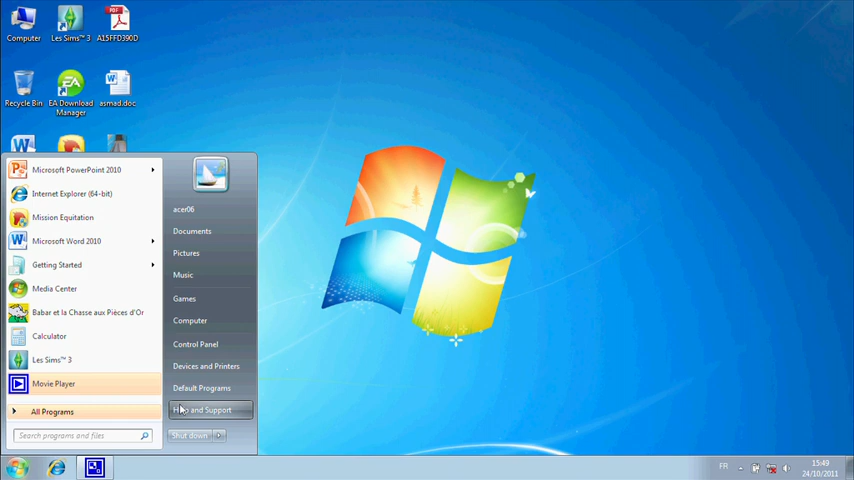 Computer
Les Sims™ 3
A15FFD390D
Recycle Bin
EA Download
Manager
asmad.doc
Microsoft PowerPoint 2010
Internet Explorer (64-bit)
Mission Equitation
Microsoft Word 2010
Getting Started
Media Center
Babar et la Chasse aux Pièces d'Or
Calculator
Les Sims™ 3
Movie Player
All Programs
Search programs and files
acer06
Documents
Pictures
Music
Games
Computer
Control Panel
Devices and Printers
Default Programs
Help and Support
Shut down
FR
15:49
24/10/2011